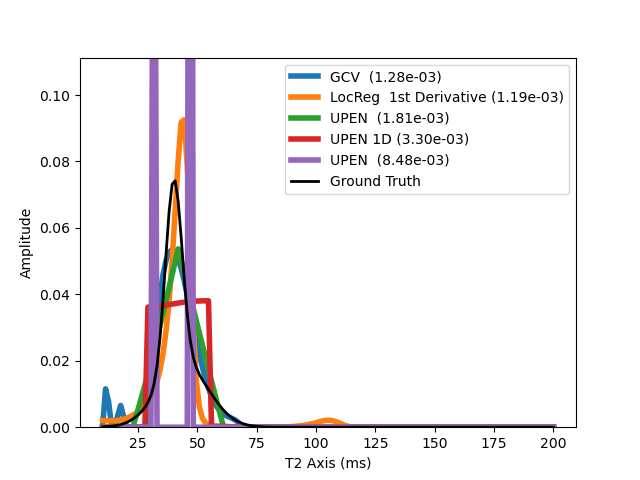 GCV  (1.28e-03)
LocReg  1st Derivative (1.19e-03)
UPEN  (1.81e-03)
UPEN 1D (3.30e-03)
UPEN  (8.48e-03)
Ground Truth
0.10
0.08
0.06
0.04
0.02
0.00
Amplitude
25 50 75 100 125 150 175 200
T2 Axis (ms)